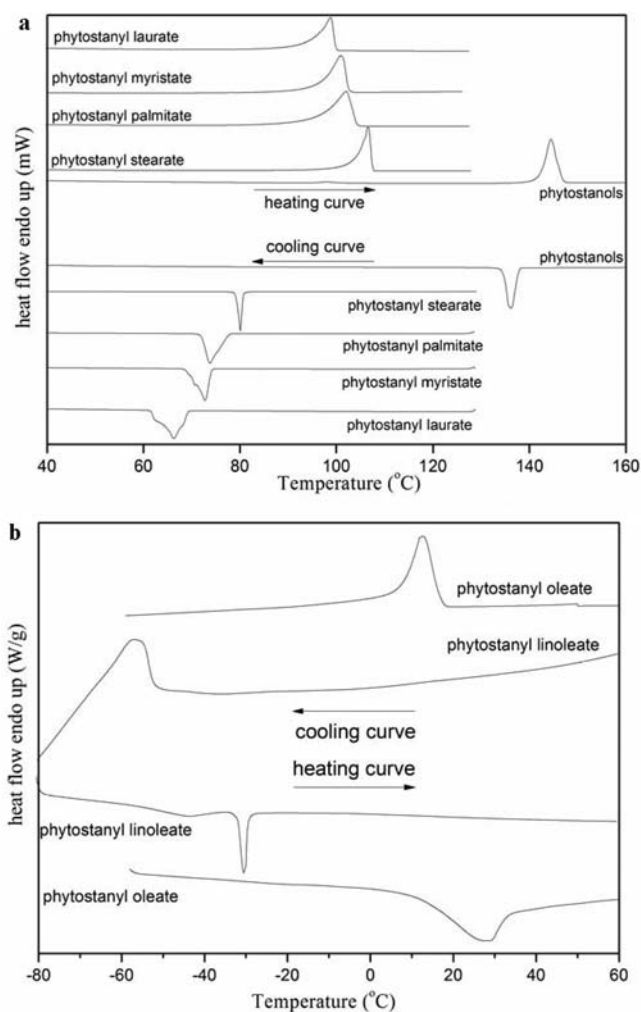 a
phytostanyl laurate
phytostanyl myristate
phytostanyl palmitate
phytostanyl stearate
heating curve
phytostanols
cooling curve
phytostanols
phytostanyl stearate
phytostanyl palmitate
phytostanyl myristate
phytostanyl laurate
heat flow endo up (mW)
40 60 80 100 120 140 160
Temperature (°C)
b
phytostanyl oleate
phytostanyl linoleate
cooling curve
heating curve
phytostanyl linoleate
phytostanyl oleate
heat flow endo up (W/g)
-80 -60 -40 -20 0 20 40 60
Temperature (°C)